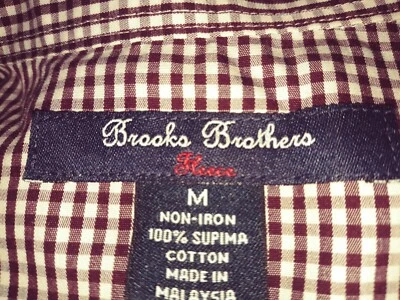 Brooks Brothers
M
NON-IRON
100% SUPIMA
COTTON
MADE IN
MALAYSIA